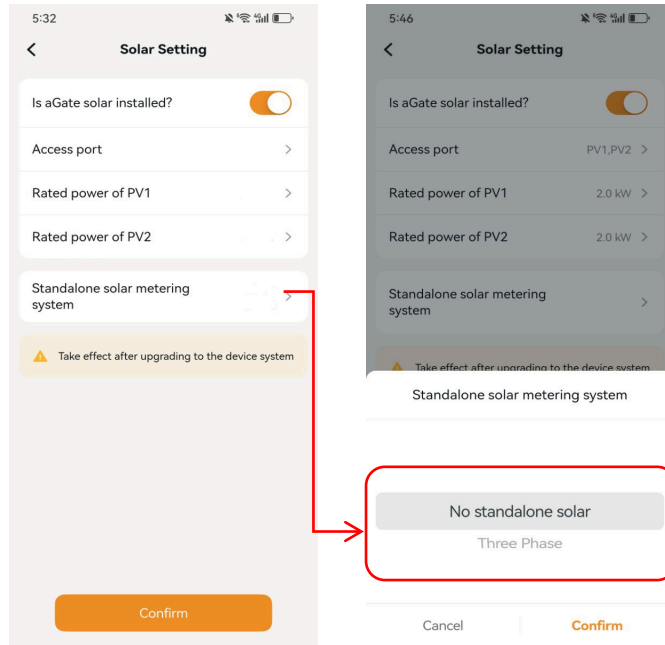 5:32
Solar Setting
Is aGate solar installed?
Access port
Rated power of PV1
Rated power of PV2
Standalone solar metering
system
Take effect after upgrading to the device system
Confirm
5:46
Solar Setting
Is aGate solar installed?
Access port PV1,PV2
Rated power of PV1 2.0 kW
Rated power of PV2 2.0 kW
Standalone solar metering
system
Take effect after upgrading to the device system
Standalone solar metering system
No standalone solar
Three Phase
Cancel Confirm